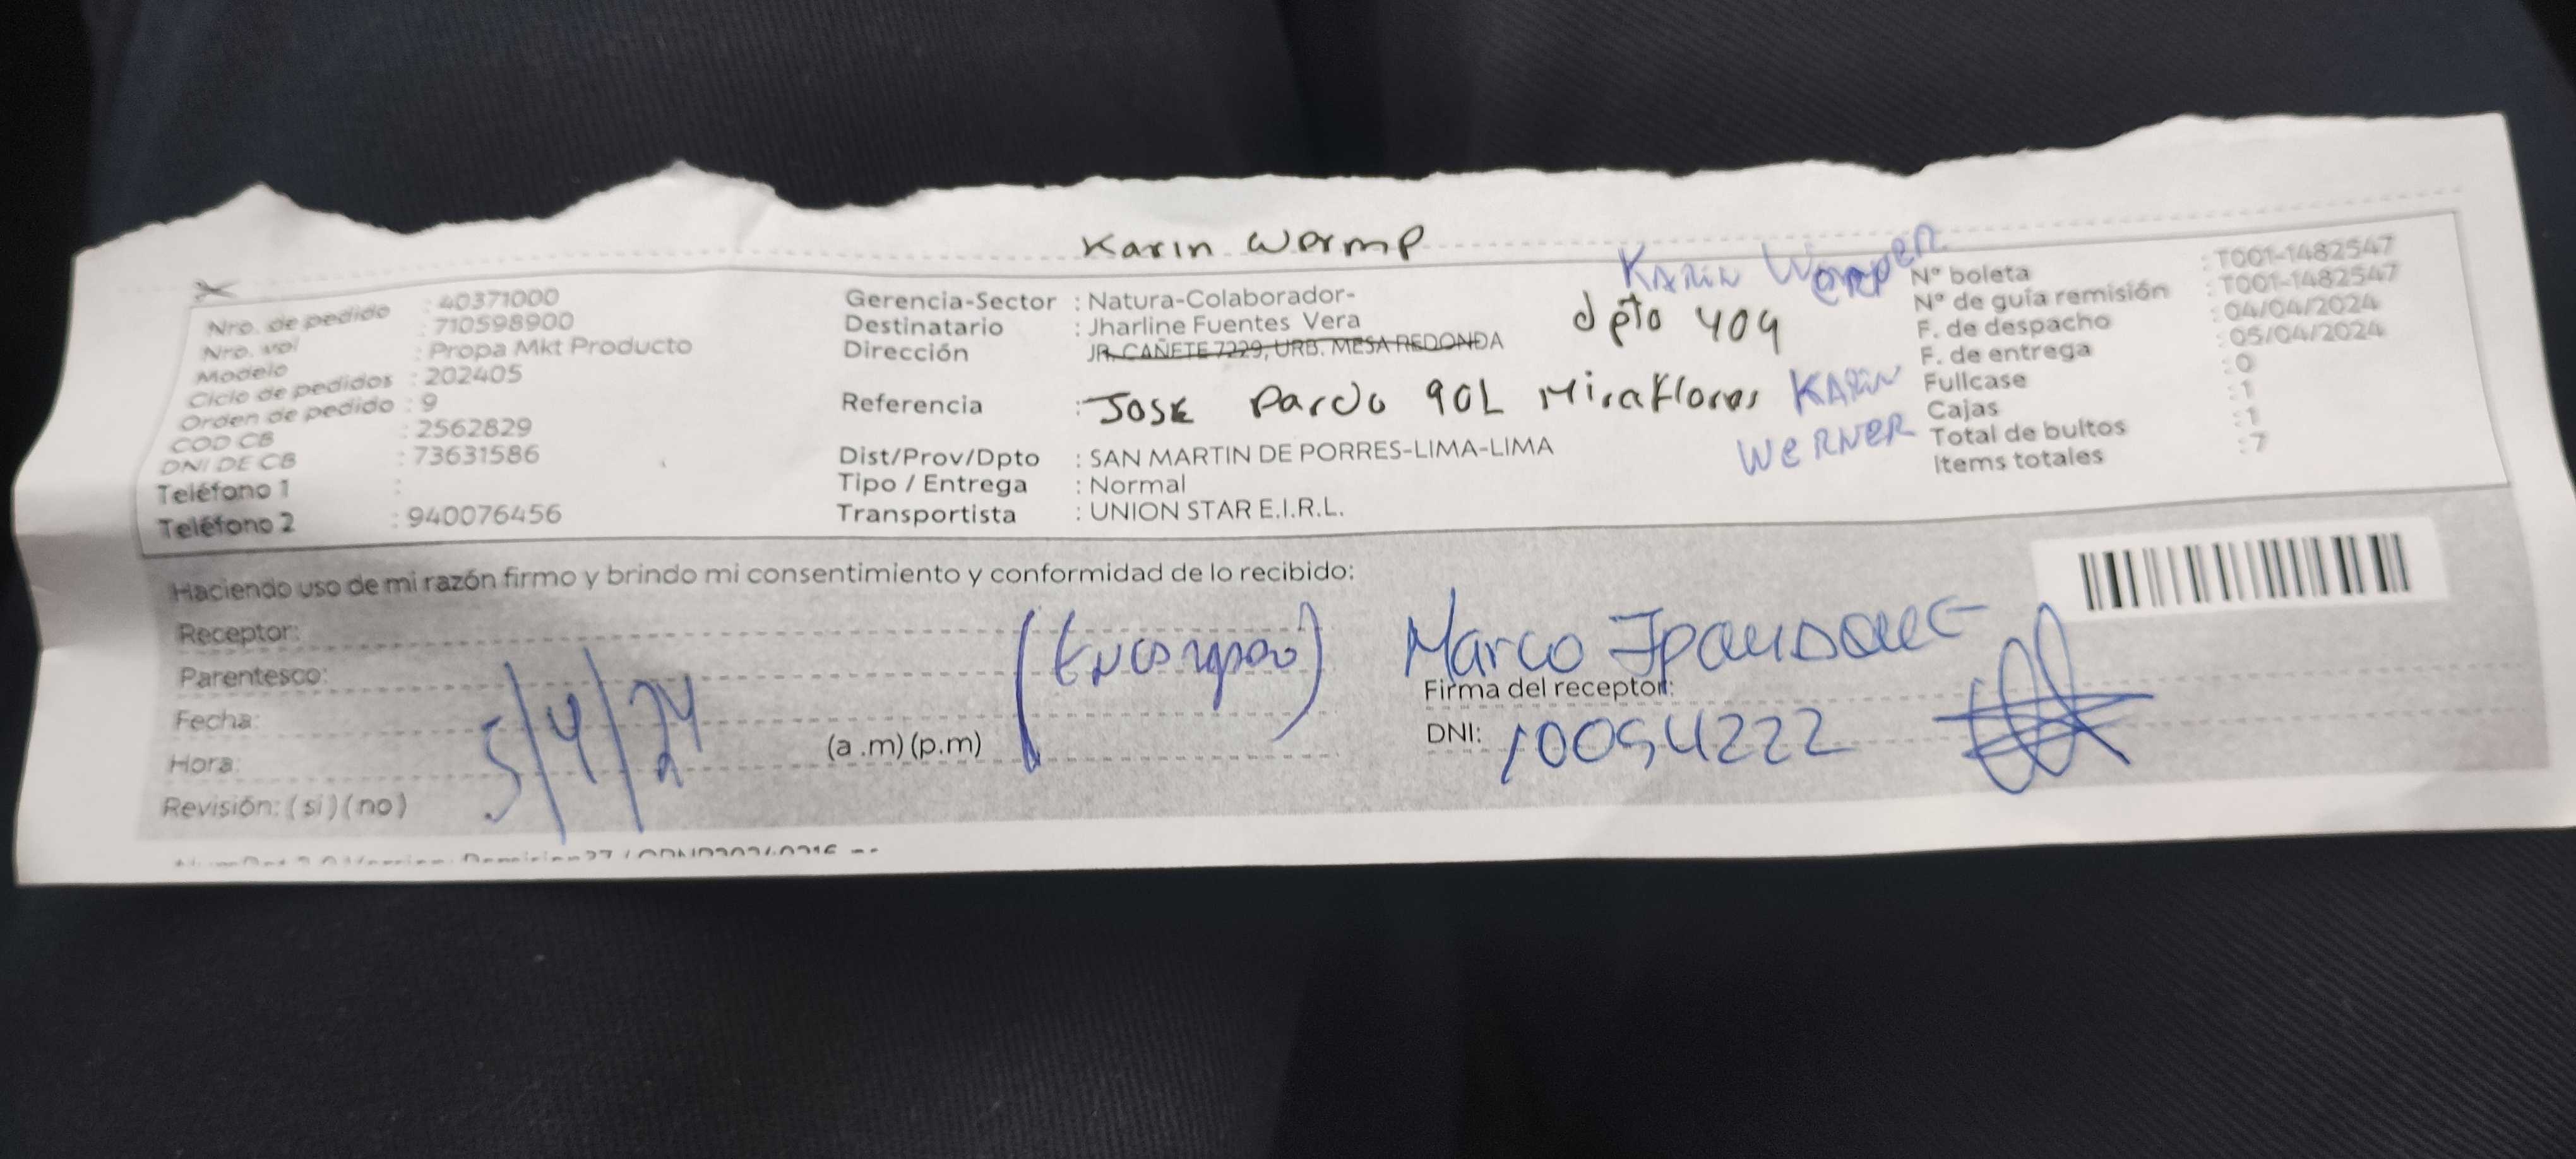 Karin Wermp
KARIN
Nro. de pedido : 40371000
Nro. vol : 710598900
Modelo : Propa Mkt Producto
Ciclo de pedidos : 202405
Orden de pedido : 9
COD CB : 2562829
DNI DE CB : 73631586
Teléfono 1 :
Teléfono 2 : 940076456
Gerencia-Sector : Natura-Colaborador-
Destinatario : Jharline Fuentes Vera
Dirección : JR. CAÑETE 7229, URB. MESA REDONDA
dpto 409
Referencia : JOSE Pardo 902 Miraflores KARIN
WERNER
Dist/Prov/Dpto : SAN MARTIN DE PORRES-LIMA-LIMA
Tipo / Entrega : Normal
Transportista : UNION STAR E.I.R.L.
N° boleta : T001-1482547
N° de guía remisión : T001-1482547
F. de despacho : 04/04/2024
F. de entrega : 05/04/2024
Fullcase : 0
Cajas : 1
Total de bultos : 1
Items totales : 7
Haciendo uso de mi razón firmo y brindo mi consentimiento y conformidad de lo recibido:
Receptor:
Parentesco:
Fecha: 5/4/24
Hora: (a .m) (p.m)
Revisión: ( si ) ( no )
Marco
Firma del receptor:
DNI: 10054222